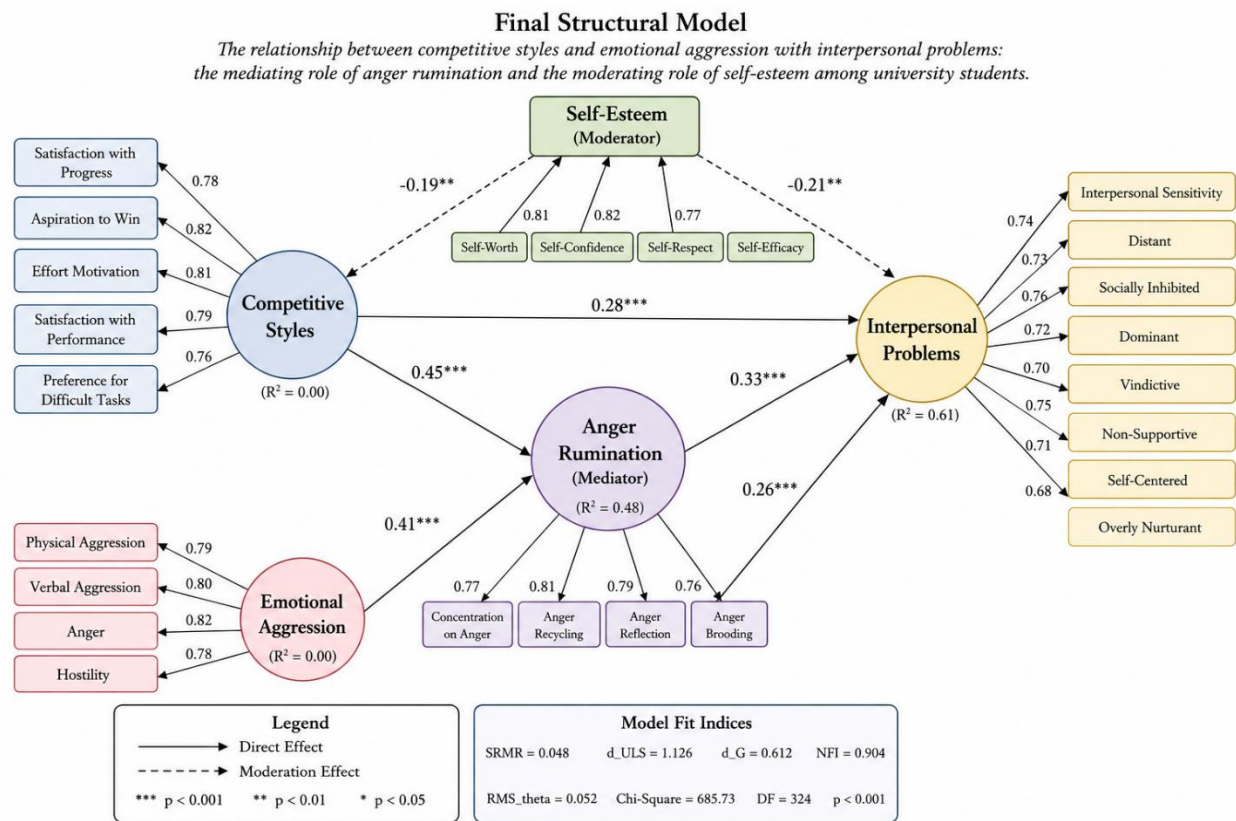 Final Structural Model
The relationship between competitive styles and emotional aggression with interpersonal problems:
the mediating role of anger rumination and the moderating role of self-esteem among university students.
Self-Esteem
(Moderator)
-0.19**
-0.21**
0.81
0.82
0.77
Self-Worth
Self-Confidence
Self-Respect
Self-Efficacy
Satisfaction with
Progress
Aspiration to Win
Effort Motivation
Satisfaction with
Performance
Preference for
Difficult Tasks
0.78
0.82
0.81
0.79
0.76
Competitive
Styles
(R² = 0.00)
0.28***
0.45***
0.33***
0.41***
0.26***
Anger
Rumination
(Mediator)
(R² = 0.48)
0.77
0.81
0.79
0.76
Concentration
on Anger
Anger
Recycling
Anger
Reflection
Anger
Brooding
Interpersonal
Problems
(R² = 0.61)
0.74
0.73
0.76
0.72
0.70
0.75
0.71
0.68
Interpersonal Sensitivity
Distant
Socially Inhibited
Dominant
Vindictive
Non-Supportive
Self-Centered
Overly Nurturant
Physical Aggression
Verbal Aggression
Anger
Hostility
0.79
0.80
0.82
0.78
Emotional
Aggression
(R² = 0.00)
Legend
Direct Effect
Moderation Effect
*** p < 0.001 ** p < 0.01 * p < 0.05
Model Fit Indices
SRMR = 0.048 d_ULS = 1.126 d_G = 0.612 NFI = 0.904
RMS_theta = 0.052 Chi-Square = 685.73 DF = 324 p < 0.001